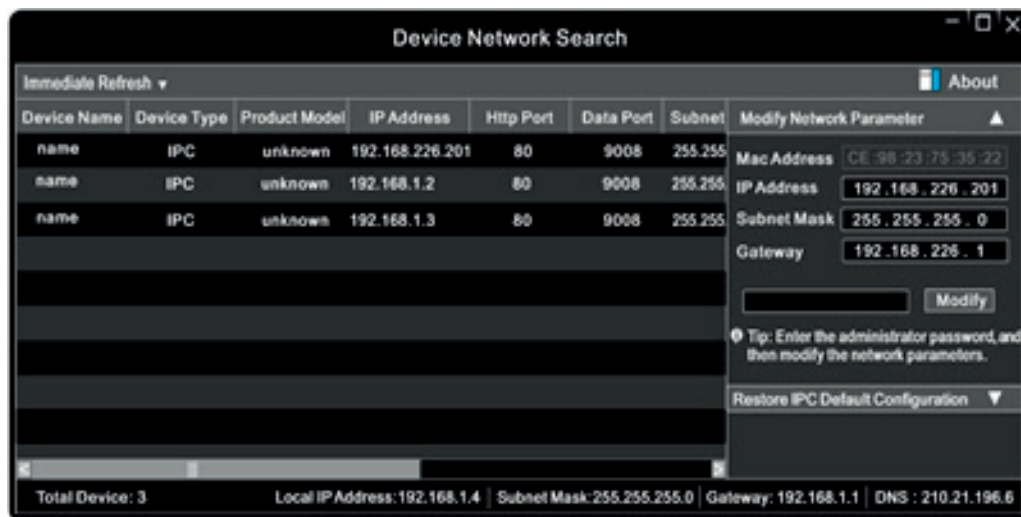 Device Network Search
Immediate Refresh About
Device Name Device Type Product Model IP Address Http Port Data Port Subnet Modify Network Parameter
name IPC unknown 192.168.226.201 80 9008 255.255
Mac Address CE:98:23:75:35:22
name IPC unknown 192.168.1.2 80 9008 255.255.
IP Address 192.168.226.201
name IPC unknown 192.168.1.3 80 9008 255.255.
Subnet Mask 255.255.255.0
Gateway 192.168.226.1
Modify
Tip: Enter the administrator password, and
then modify the network parameters.
Restore IPC Default Configuration
Total Device: 3 Local IP Address:192.168.1.4 Subnet Mask:255.255.255.0 Gateway: 192.168.1.1 DNS : 210.21.196.6